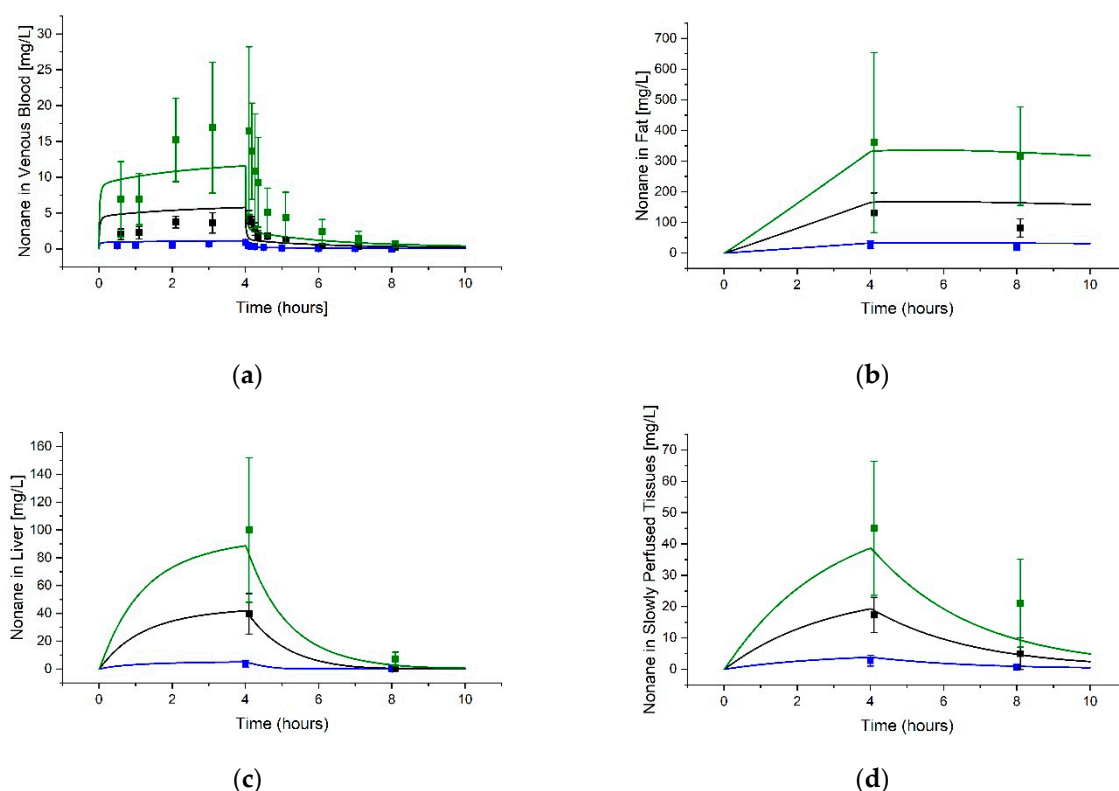 Nonane in Venous Blood [mg/L]
30
25
20
15
10
5
0
0 2 4 6 8 10
Time (hours]
(a)
Nonane in Fat [mg/L]
700
600
500
400
300
200
100
0
0 2 4 6 8 10
Time (hours)
(b)
Nonane in Liver [mg/L]
160
140
120
100
80
60
40
20
0
0 2 4 6 8 10
Time (hours)
(c)
Nonane in Slowly Perfused Tissues [mg/L]
70
60
50
40
30
20
10
0
0 2 4 6 8 10
Time (hours)
(d)